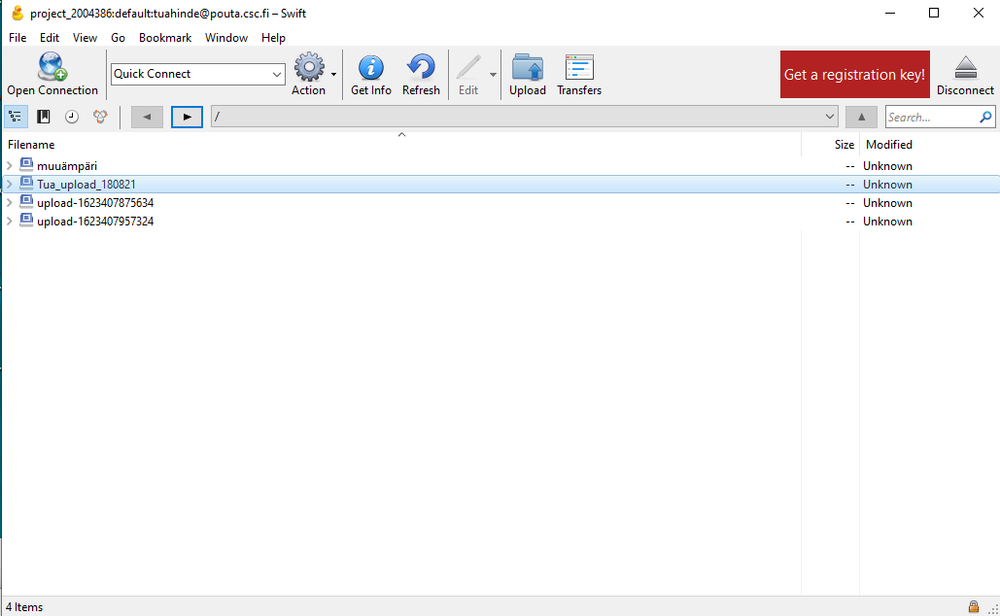 project_2004386:default:tuahinde@pouta.csc.fi – Swift
File Edit View Go Bookmark Window Help
Open Connection
Quick Connect
Action
Get Info
Refresh
Edit
Upload
Transfers
Get a registration key!
Disconnect
/
Search...
Filename Size Modified
muuämpäri -- Unknown
Tua_upload_180821 -- Unknown
upload-1623407875634 -- Unknown
upload-1623407957324 -- Unknown
4 Items